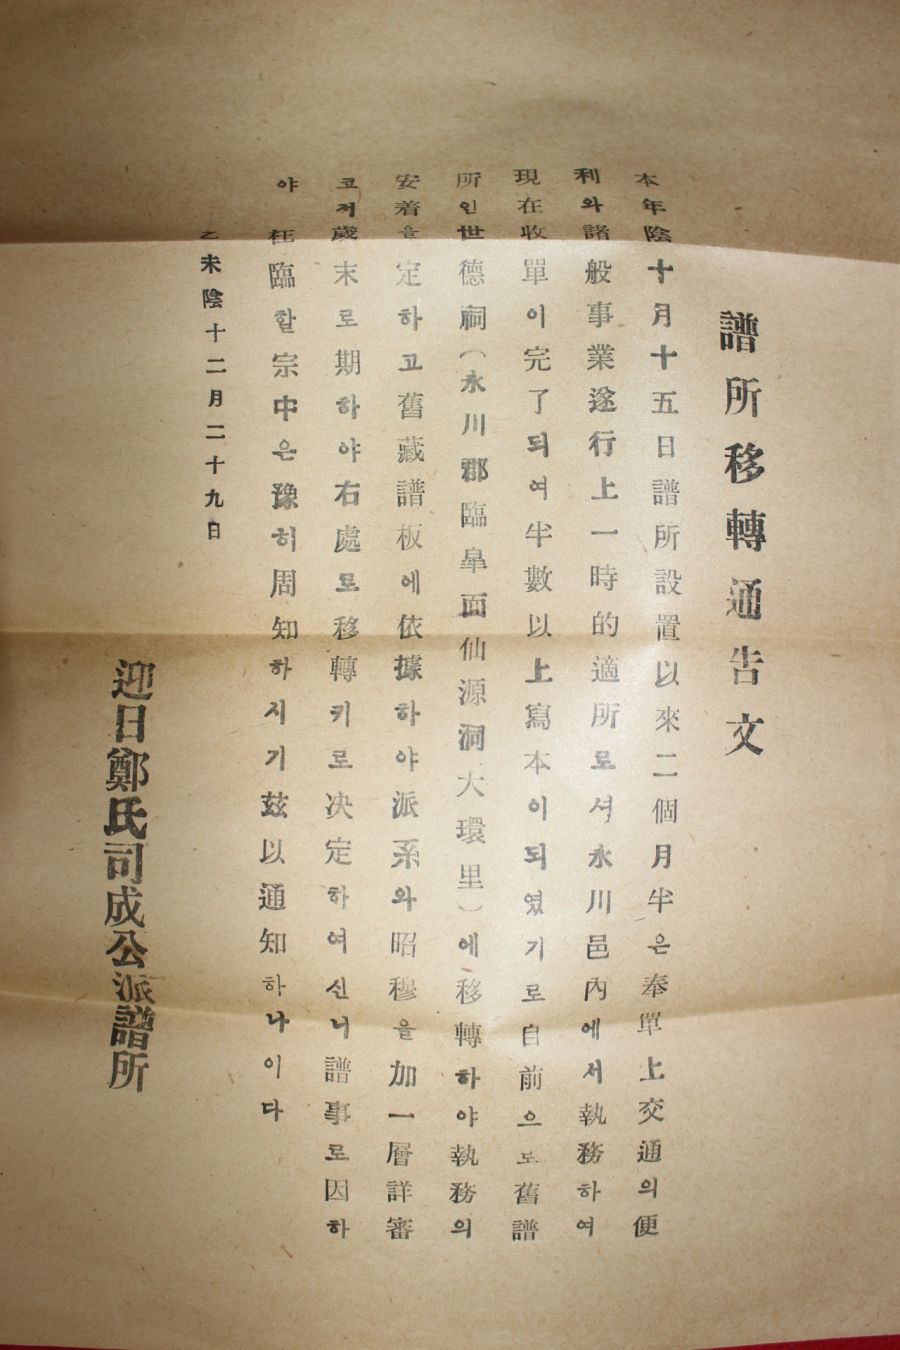 譜所移轉通告文
本年陰十月十五日譜所設置以來二個月半은奉單上交通의便
利와諸般事業遂行上一時的適所로셔永川邑內에서執務하여
現在收單이完了되여半數以上寫本이되였기로自前으로舊譜
所인世德祠(永川郡臨皐面仙源洞大環里)에移轉하야執務의
安着을定하고舊藏譜板에依據하야派系와昭穆을加一層詳審
코저歲末로期하야右處로移轉키로决定하여신니譜事로因하
야枉臨할宗中은豫히周知하시기玆以通知하나이다
乙未陰十二月二十九日
迎日鄭氏司成公派譜所